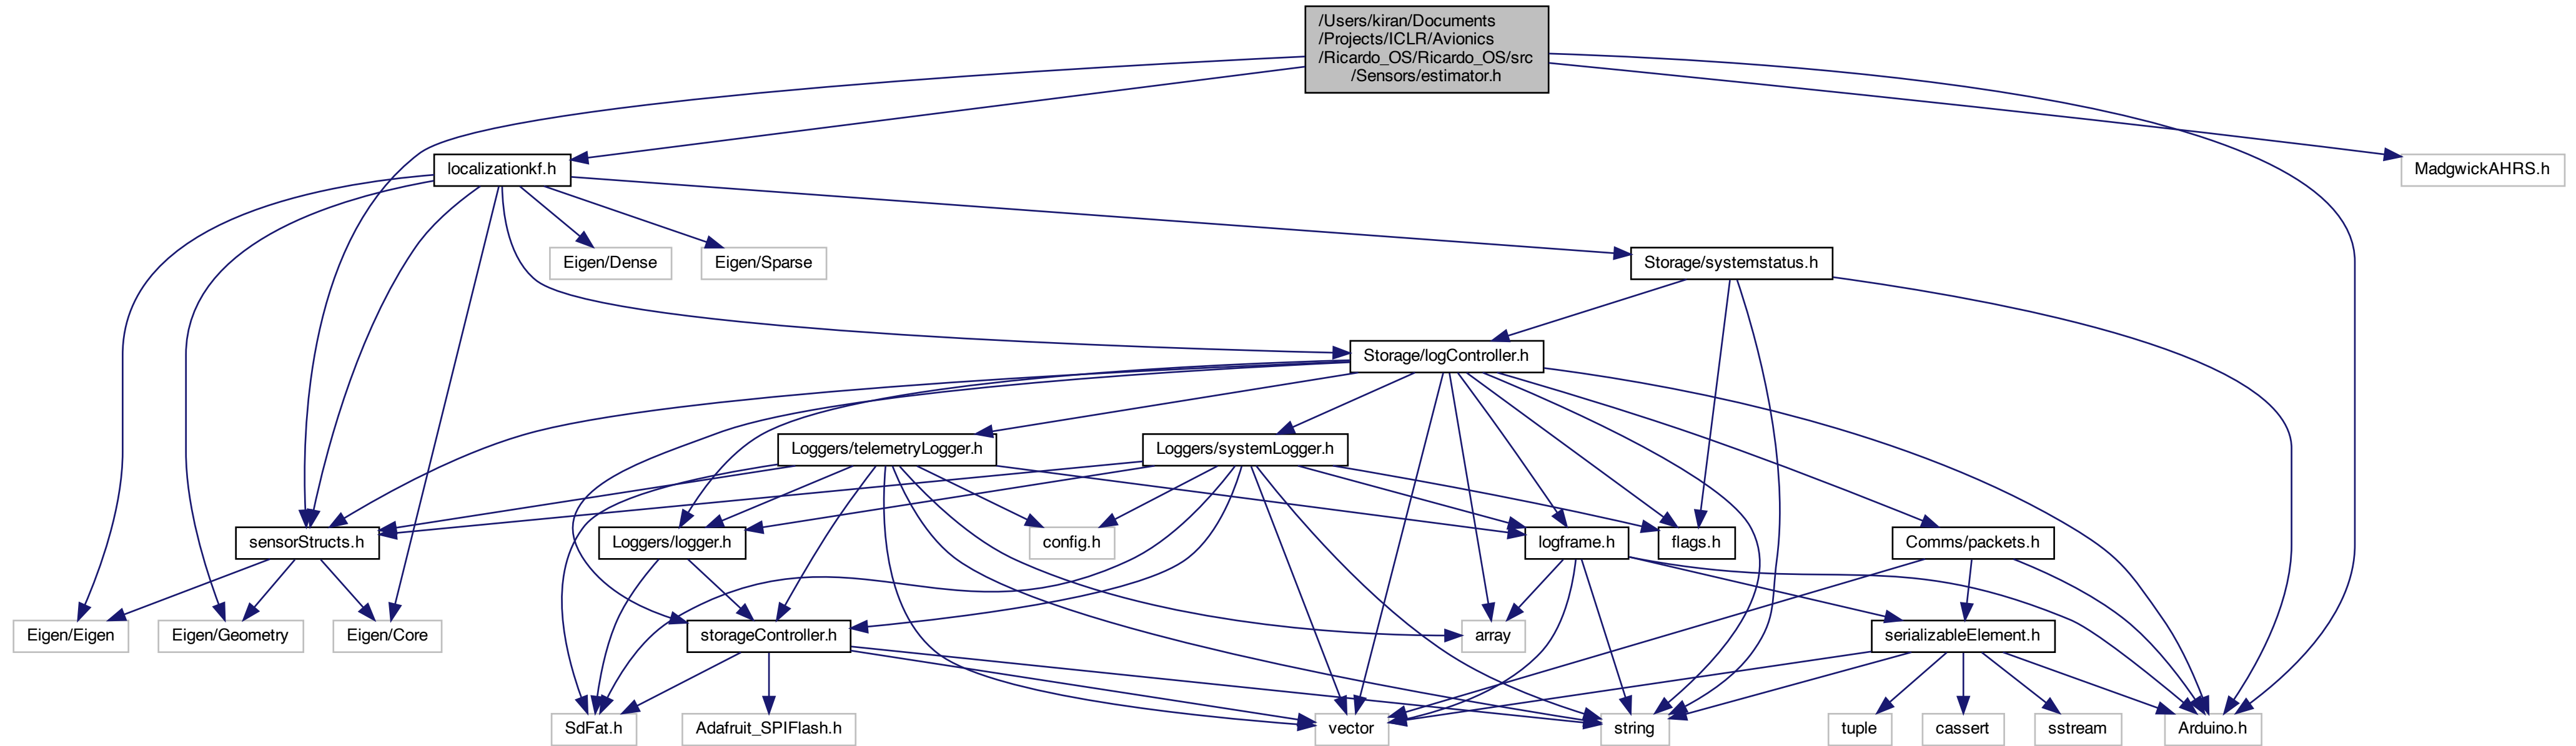 /Users/kiran/Documents
/Projects/ICLR/Avionics
/Ricardo_OS/Ricardo_OS/src
/Sensors/estimator.h
localizationkf.h
MadgwickAHRS.h
Eigen/Dense
Eigen/Sparse
Storage/systemstatus.h
Storage/logController.h
Loggers/telemetryLogger.h
Loggers/systemLogger.h
sensorStructs.h
Loggers/logger.h
config.h
logframe.h
flags.h
Comms/packets.h
Eigen/Eigen
Eigen/Geometry
Eigen/Core
storageController.h
array
serializableElement.h
SdFat.h
Adafruit_SPIFlash.h
vector
string
tuple
cassert
sstream
Arduino.h